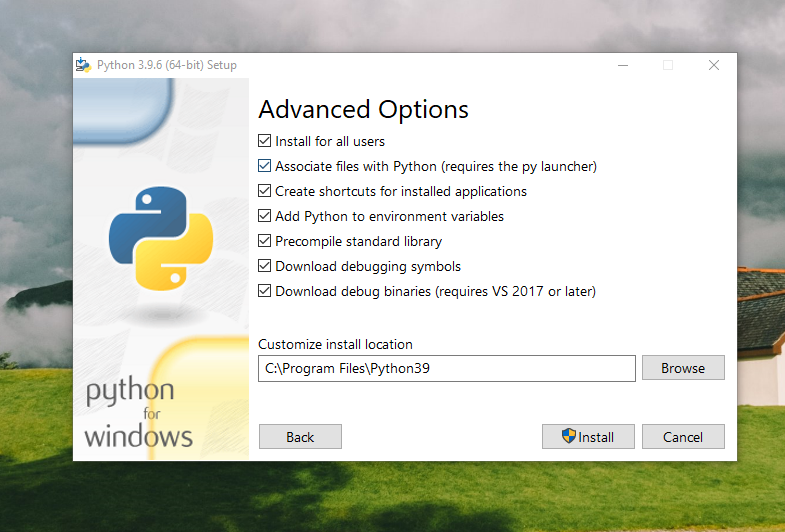 Python 3.9.6 (64-bit) Setup
Advanced Options
Install for all users
Associate files with Python (requires the py launcher)
Create shortcuts for installed applications
Add Python to environment variables
Precompile standard library
Download debugging symbols
Download debug binaries (requires VS 2017 or later)
Customize install location
C:\Program Files\Python39
Browse
python
for
windows
Back
Install
Cancel